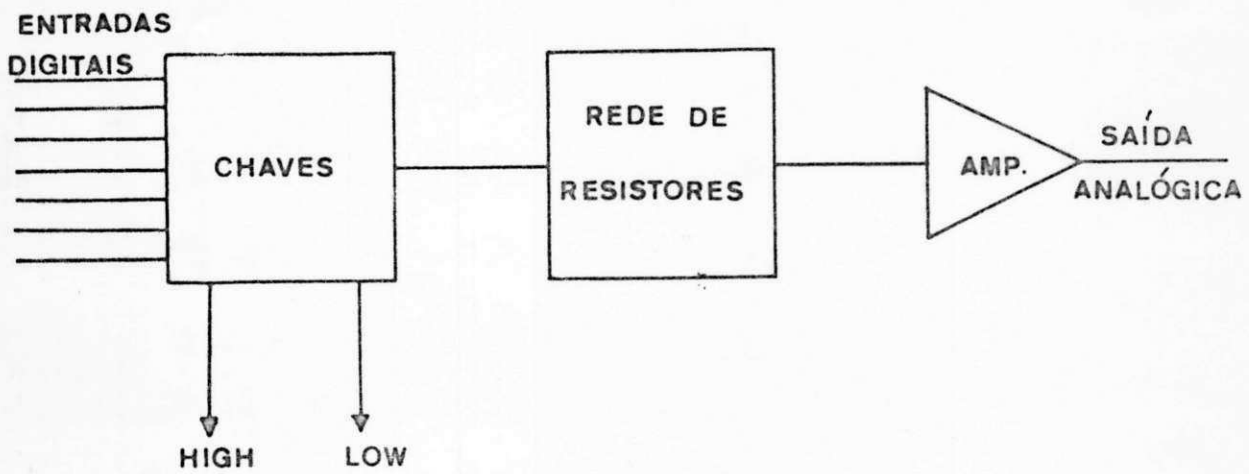 ENTRADAS
DIGITAIS
CHAVES
REDE DE
RESISTORES
AMP.
SAÍDA
ANALÓGICA
HIGH
LOW